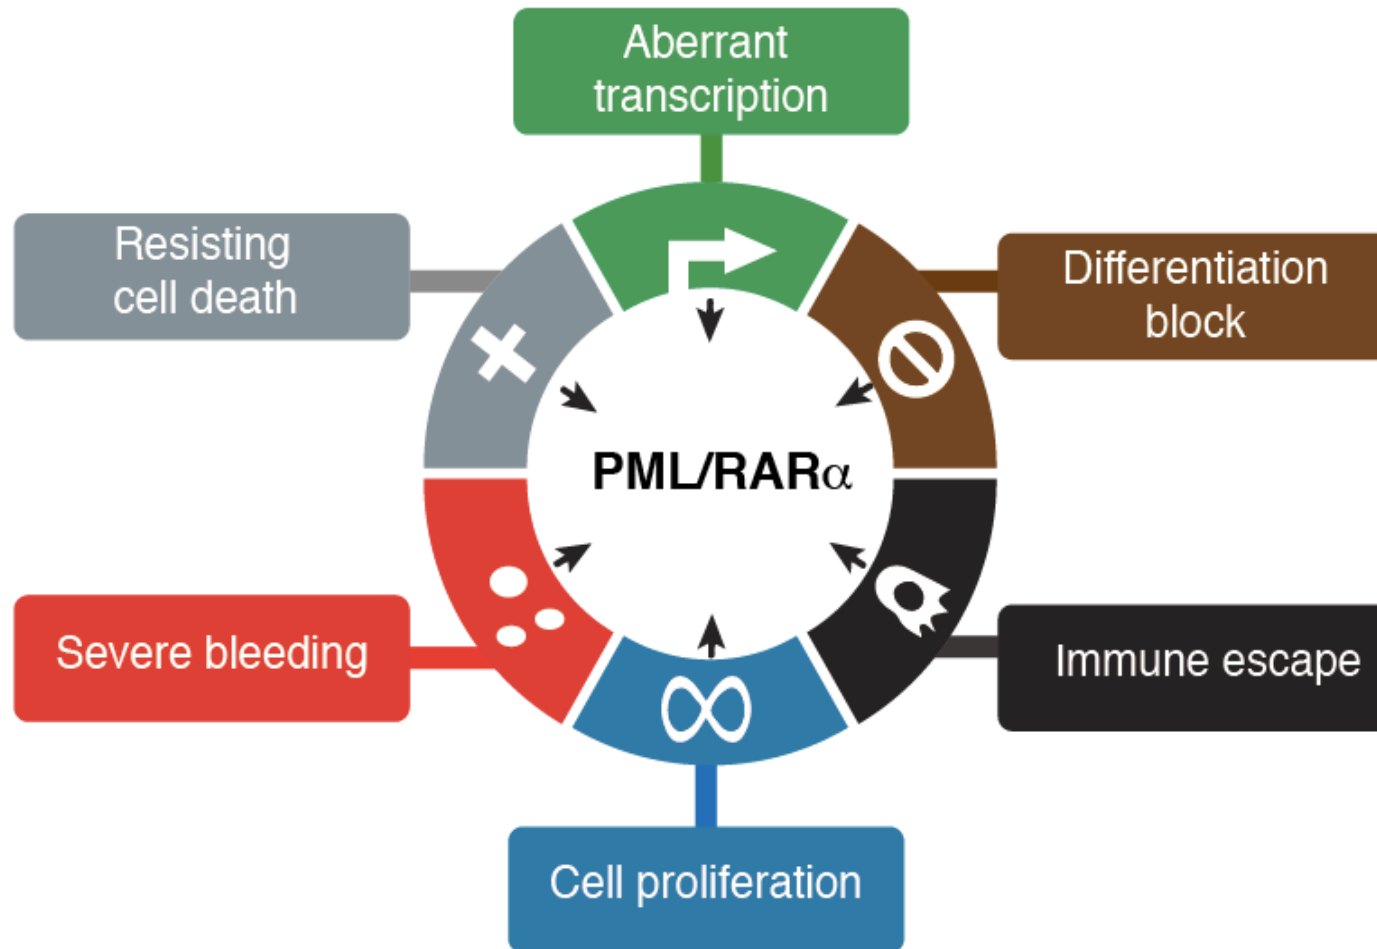 Aberrant
transcription
Resisting
cell death
Differentiation
block
PML/RARα
Severe bleeding
Immune escape
Cell proliferation